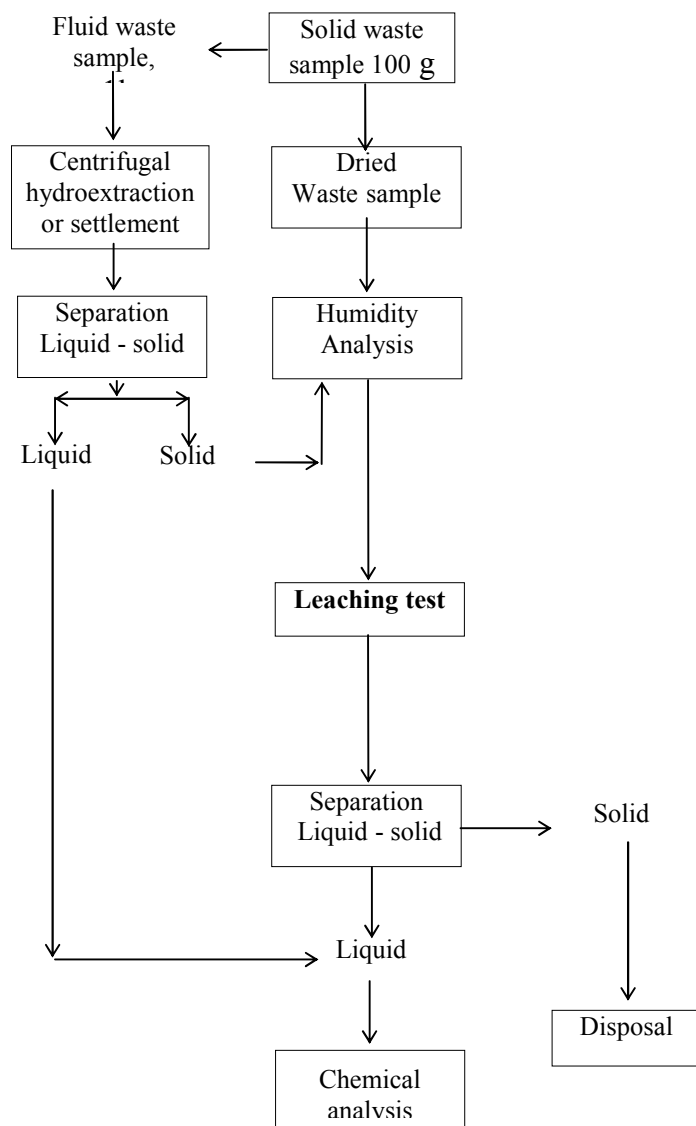 Fluid waste
sample,
Solid waste
sample 100 g
Centrifugal
hydroextraction
or settlement
Dried
Waste sample
Separation
Liquid - solid
Humidity
Analysis
Liquid
Solid
Leaching test
Separation
Liquid - solid
Solid
Liquid
Disposal
Chemical
analysis